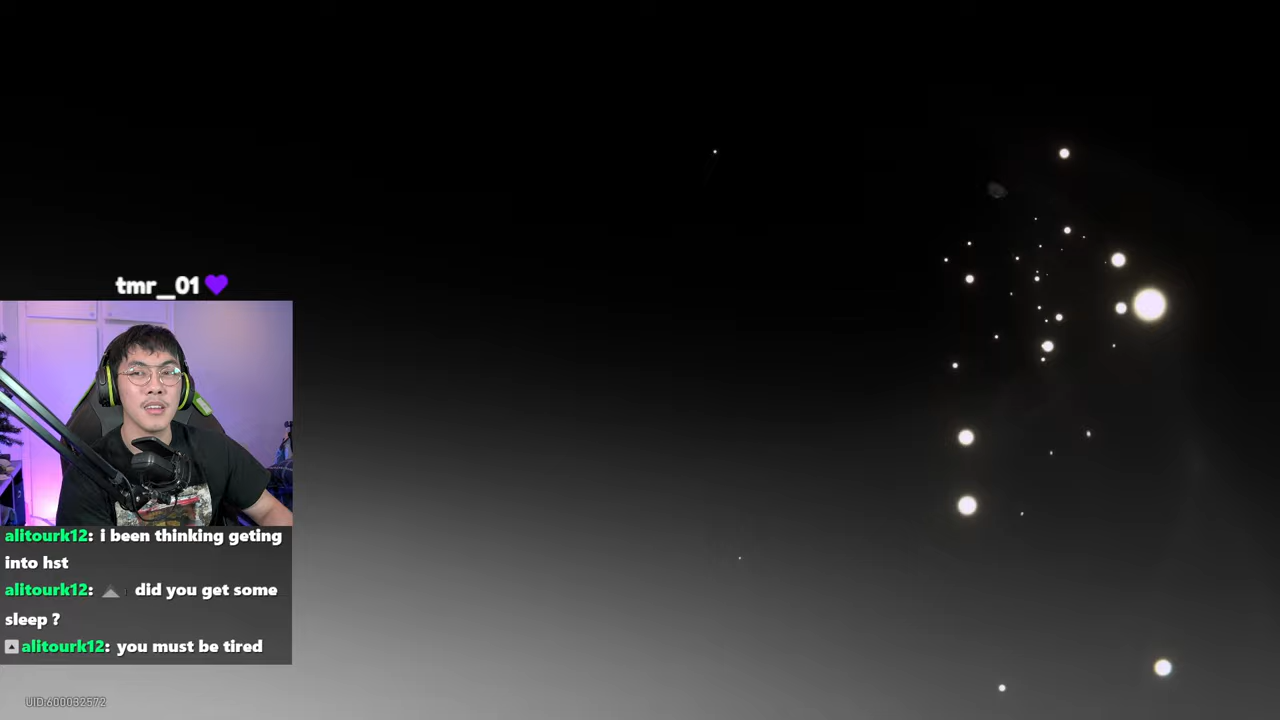 tmr__01
alitourk12: i been thinking geting
into hst
alitourk12: did you get some
sleep ?
alitourk12: you must be tired
UID:600032572